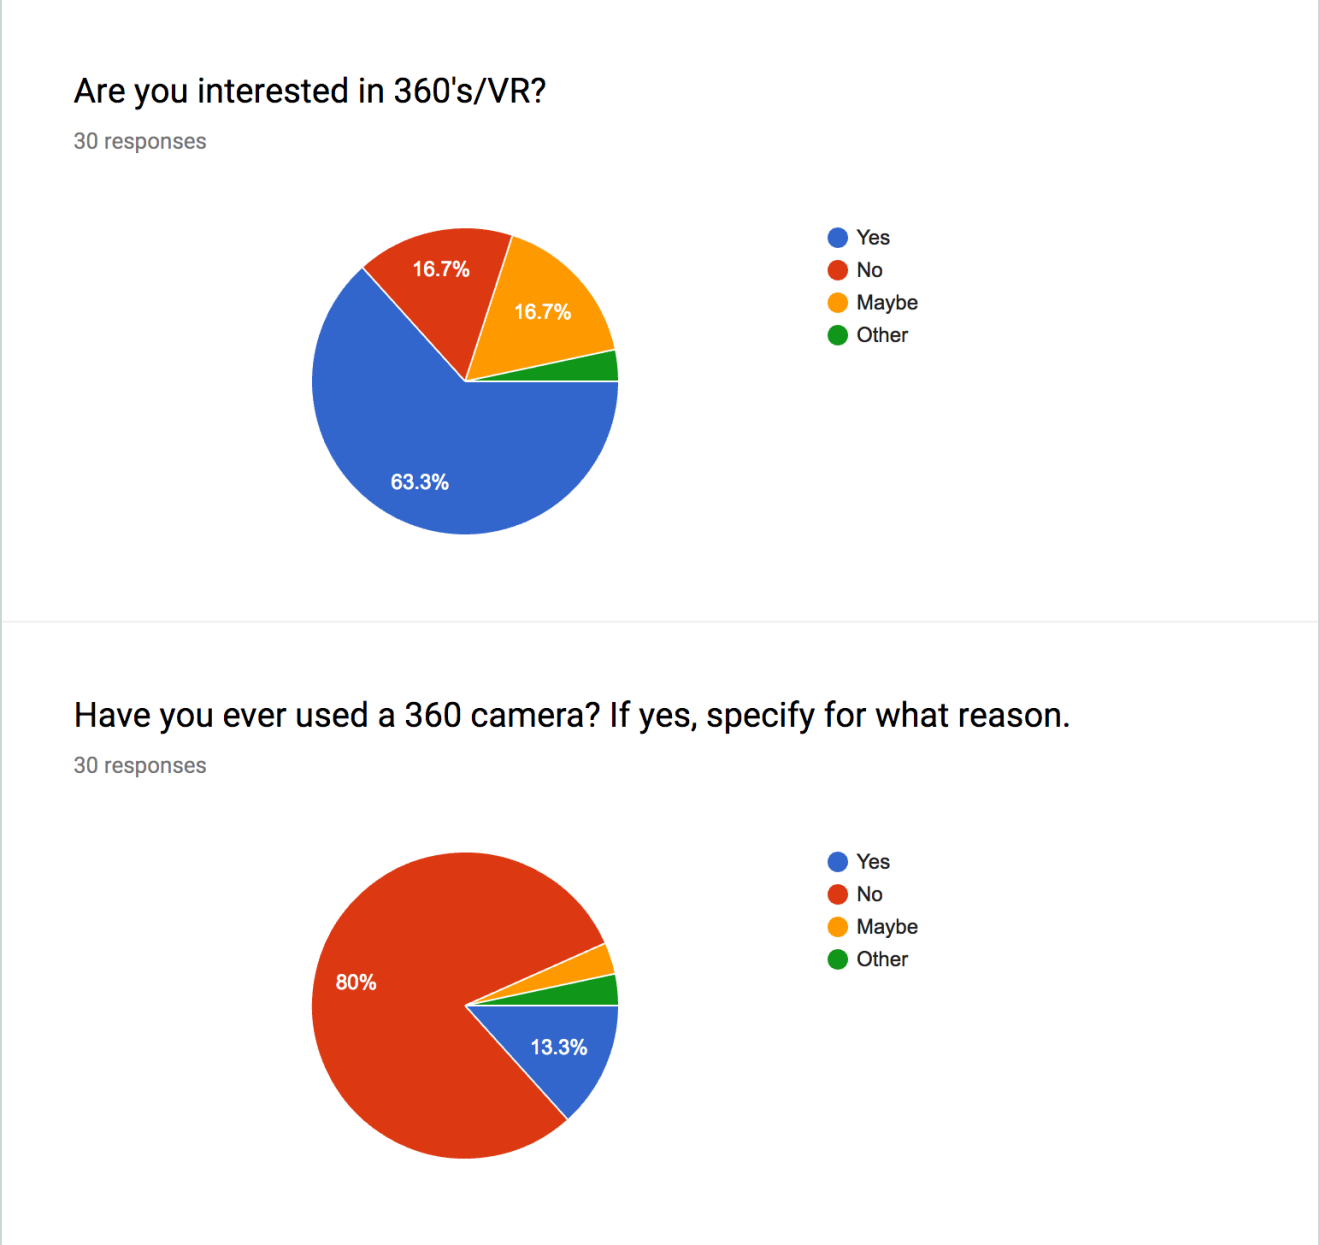 Are you interested in 360's/VR?
30 responses
Yes
No
Maybe
Other
16.7%
16.7%
63.3%
Have you ever used a 360 camera? If yes, specify for what reason.
30 responses
Yes
No
Maybe
Other
80%
13.3%